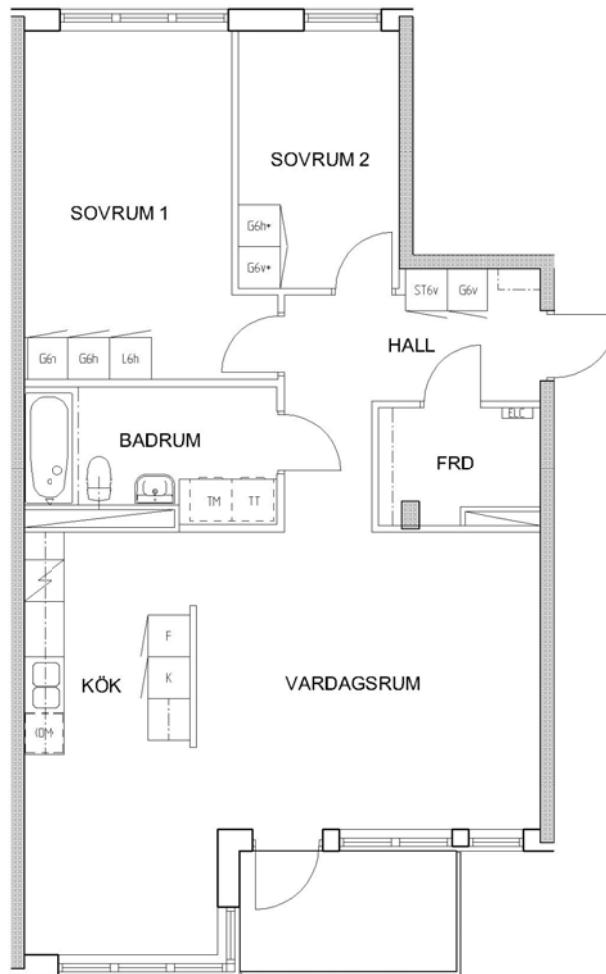 SOVRUM 2
SOVRUM 1
G6h*
G6v*
ST6v
G6v
G6h
L6h
HALL
ELC
BADRUM
FRD
TM
TT
F
K
KÖK
VARDAGSRUM
(DM)